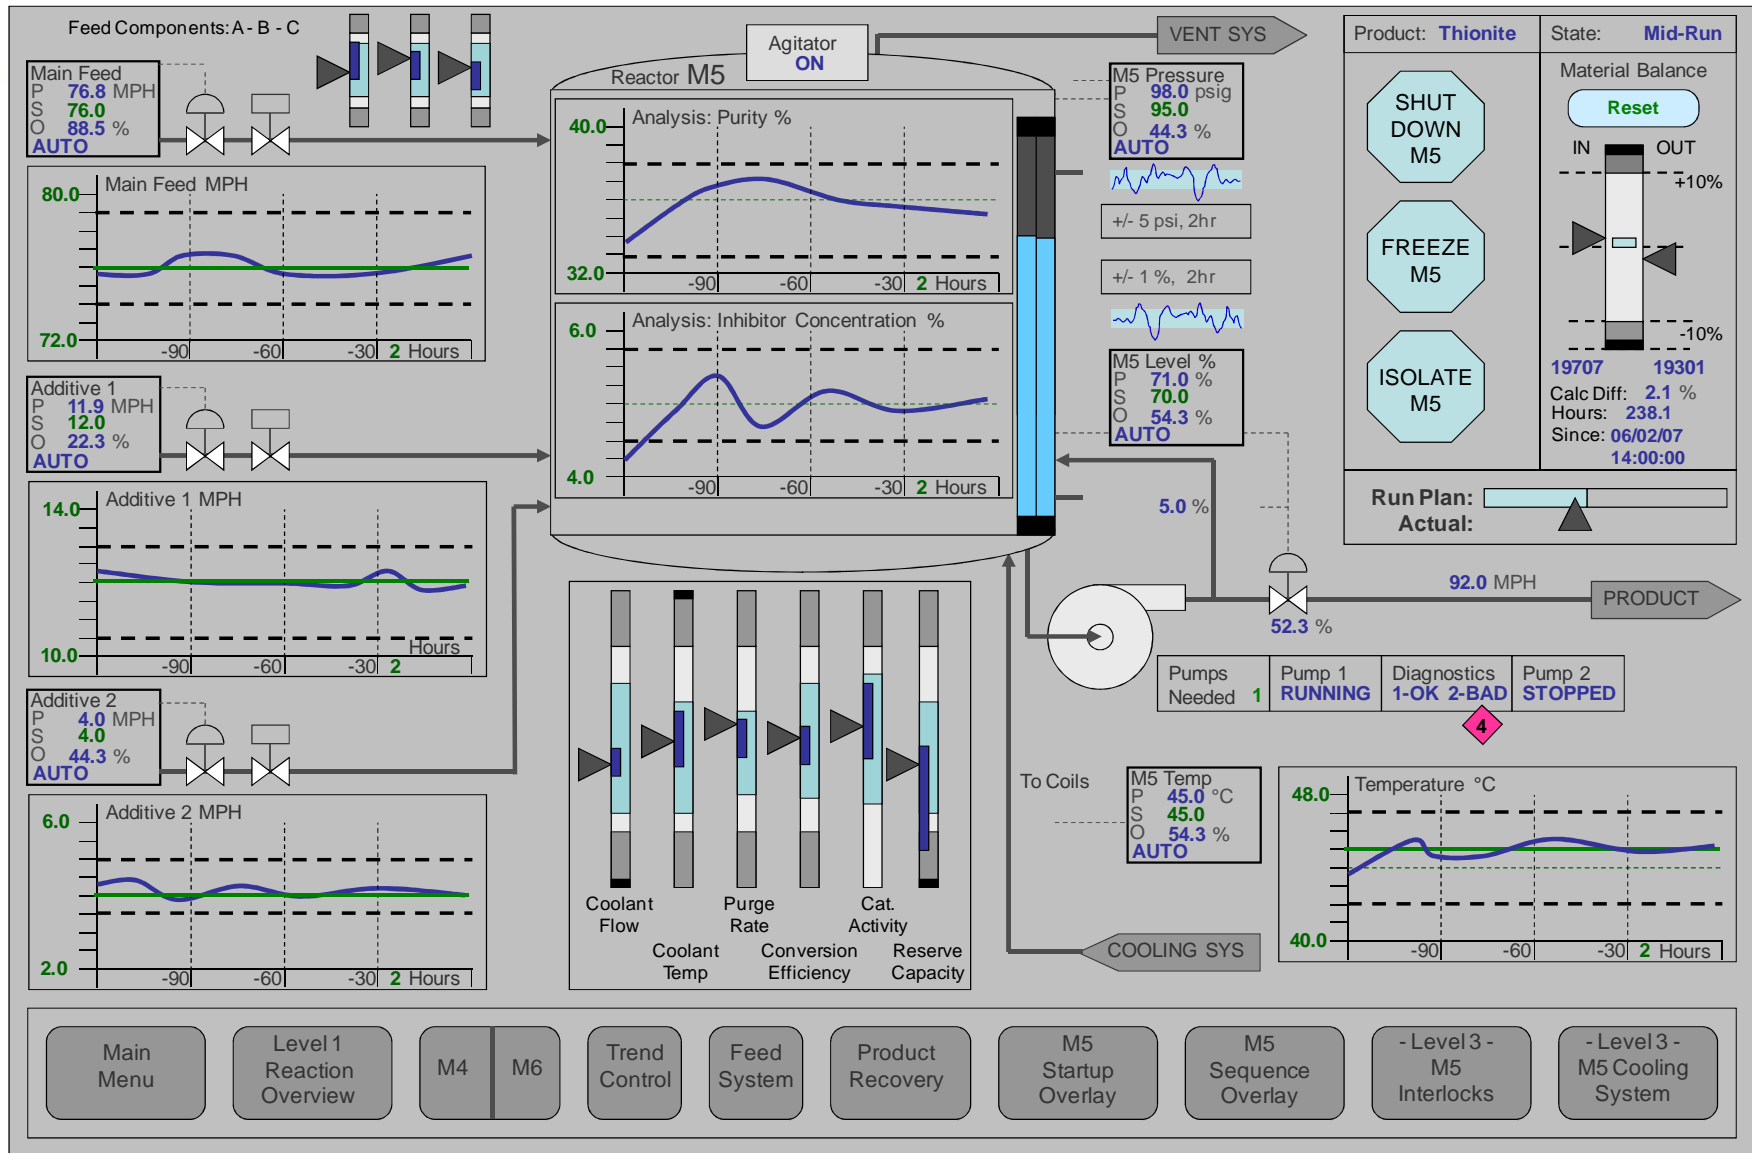 Feed Components: A - B - C
Main Feed
P 76.8 MPH
S 76.0
O 88.5 %
AUTO
Main Feed MPH
80.0
72.0
-90 -60 -30 2 Hours
Additive 1
P 11.9 MPH
S 12.0
O 22.3 %
AUTO
Additive 1 MPH
14.0
10.0
Hours
-90 -60 -30 2
Additive 2
P 4.0 MPH
S 4.0
O 44.3 %
AUTO
Additive 2 MPH
6.0
2.0
-90 -60 -30 2 Hours
Agitator
ON
Reactor M5
Analysis: Purity %
40.0
32.0
-90 -60 -30 2 Hours
Analysis: Inhibitor Concentration %
6.0
4.0
-90 -60 -30 2 Hours
Coolant
Flow
Coolant
Temp
Purge
Rate
Conversion
Efficiency
Cat.
Activity
Reserve
Capacity
VENT SYS
M5 Pressure
P 98.0 psig
S 95.0
O 44.3 %
AUTO
+/- 5 psi, 2hr
+/- 1 %, 2hr
M5 Level %
P 71.0 %
S 70.0
O 54.3 %
AUTO
5.0 %
52.3 %
92.0 MPH
PRODUCT
Pumps
Needed 1
Pump 1
RUNNING
Diagnostics
1-OK 2-BAD
Pump 2
STOPPED
4
To Coils
M5 Temp
P 45.0 °C
S 45.0
O 54.3 %
AUTO
COOLING SYS
Temperature °C
48.0
40.0
-90 -60 -30 2 Hours
Product: Thionite
State: Mid-Run
SHUT
DOWN
M5
FREEZE
M5
ISOLATE
M5
Material Balance
Reset
IN OUT
+10%
-10%
19707 19301
Calc Diff: 2.1 %
Hours: 238.1
Since: 06/02/07
14:00:00
Run Plan:
Actual:
Main
Menu
Level 1
Reaction
Overview
M4
M6
Trend
Control
Feed
System
Product
Recovery
M5
Startup
Overlay
M5
Sequence
Overlay
- Level 3 -
M5
Interlocks
- Level 3 -
M5 Cooling
System